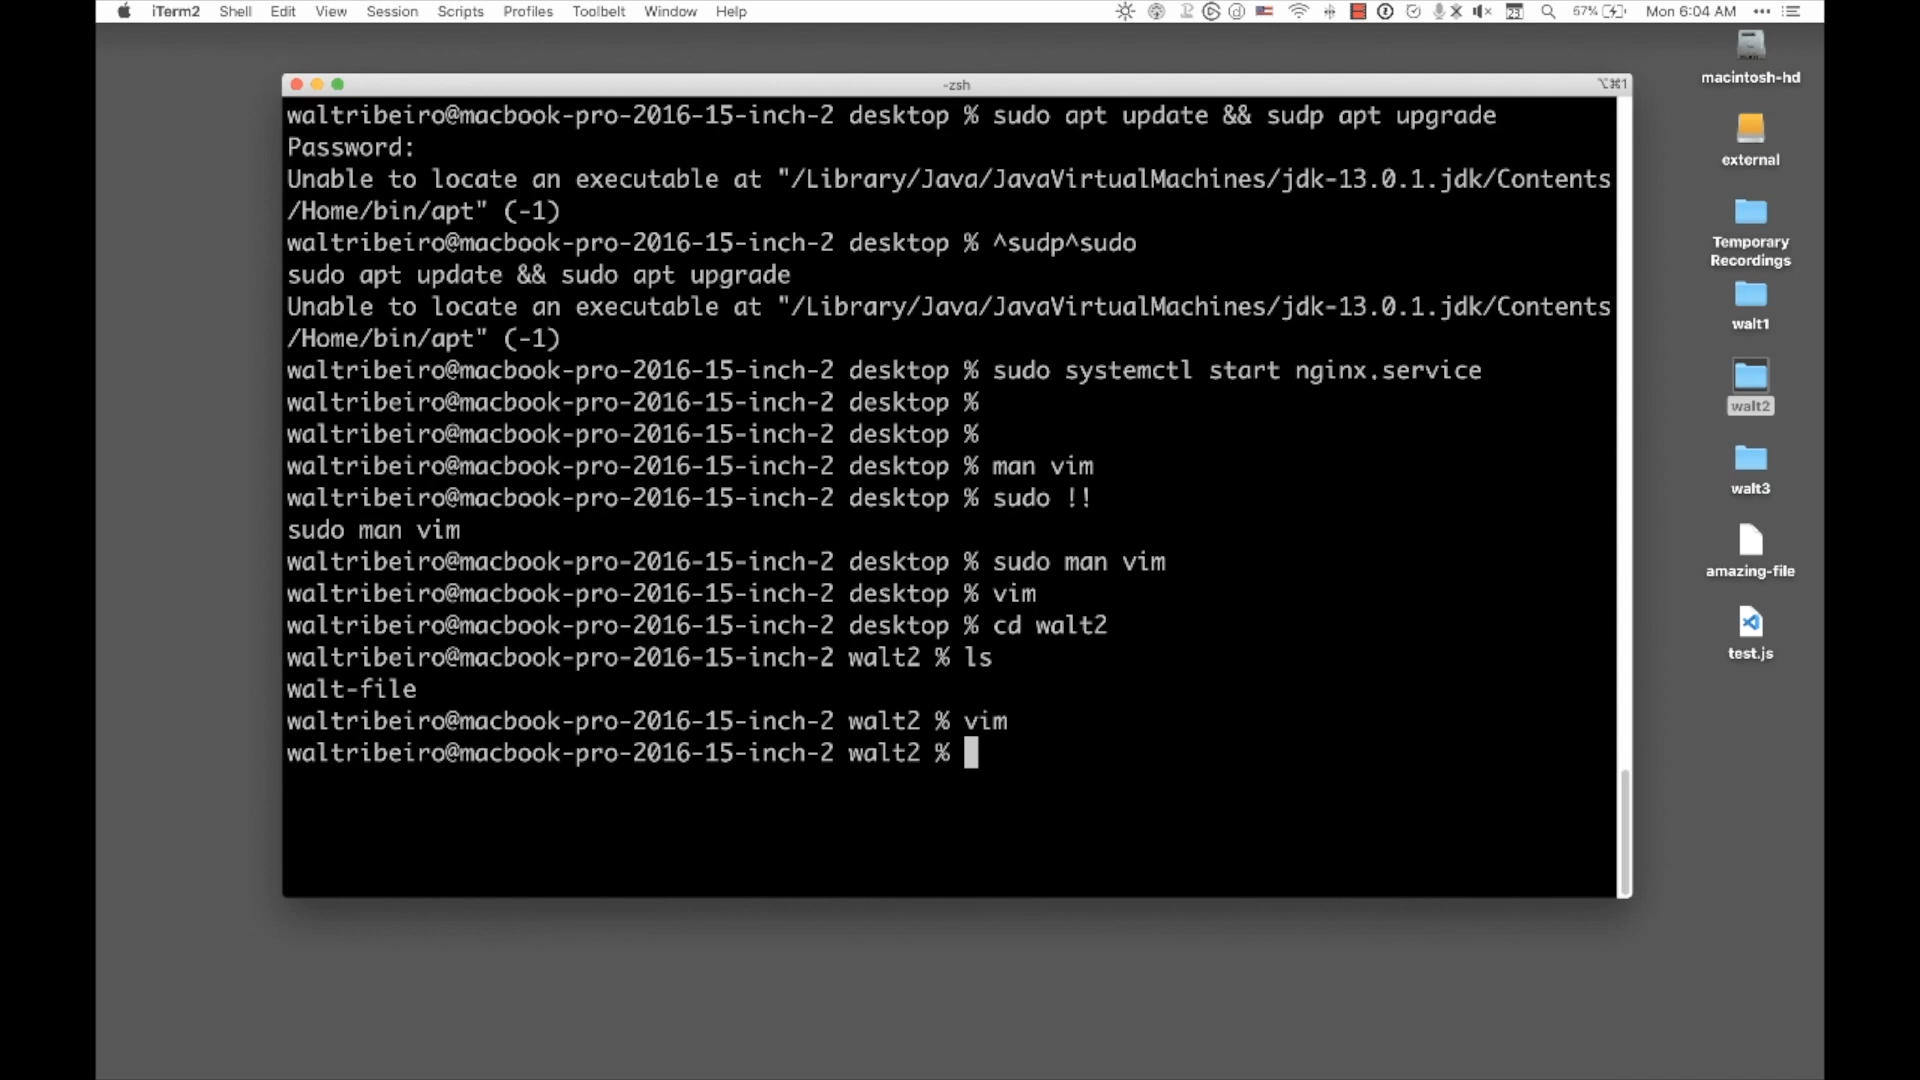 iTerm2 Shell Edit View Session Scripts Profiles Toolbelt Window Help 23 67% Mon 6:04 AM
-zsh ⌥⌘1
waltribeiro@macbook-pro-2016-15-inch-2 desktop % sudo apt update && sudp apt upgrade
Password:
Unable to locate an executable at "/Library/Java/JavaVirtualMachines/jdk-13.0.1.jdk/Contents
/Home/bin/apt" (-1)
waltribeiro@macbook-pro-2016-15-inch-2 desktop % ^sudp^sudo
sudo apt update && sudo apt upgrade
Unable to locate an executable at "/Library/Java/JavaVirtualMachines/jdk-13.0.1.jdk/Contents
/Home/bin/apt" (-1)
waltribeiro@macbook-pro-2016-15-inch-2 desktop % sudo systemctl start nginx.service
waltribeiro@macbook-pro-2016-15-inch-2 desktop %
waltribeiro@macbook-pro-2016-15-inch-2 desktop %
waltribeiro@macbook-pro-2016-15-inch-2 desktop % man vim
waltribeiro@macbook-pro-2016-15-inch-2 desktop % sudo !!
sudo man vim
waltribeiro@macbook-pro-2016-15-inch-2 desktop % sudo man vim
waltribeiro@macbook-pro-2016-15-inch-2 desktop % vim
waltribeiro@macbook-pro-2016-15-inch-2 desktop % cd walt2
waltribeiro@macbook-pro-2016-15-inch-2 walt2 % ls
walt-file
waltribeiro@macbook-pro-2016-15-inch-2 walt2 % vim
waltribeiro@macbook-pro-2016-15-inch-2 walt2 %
macintosh-hd
external
Temporary
Recordings
walt1
walt2
walt3
amazing-file
test.js